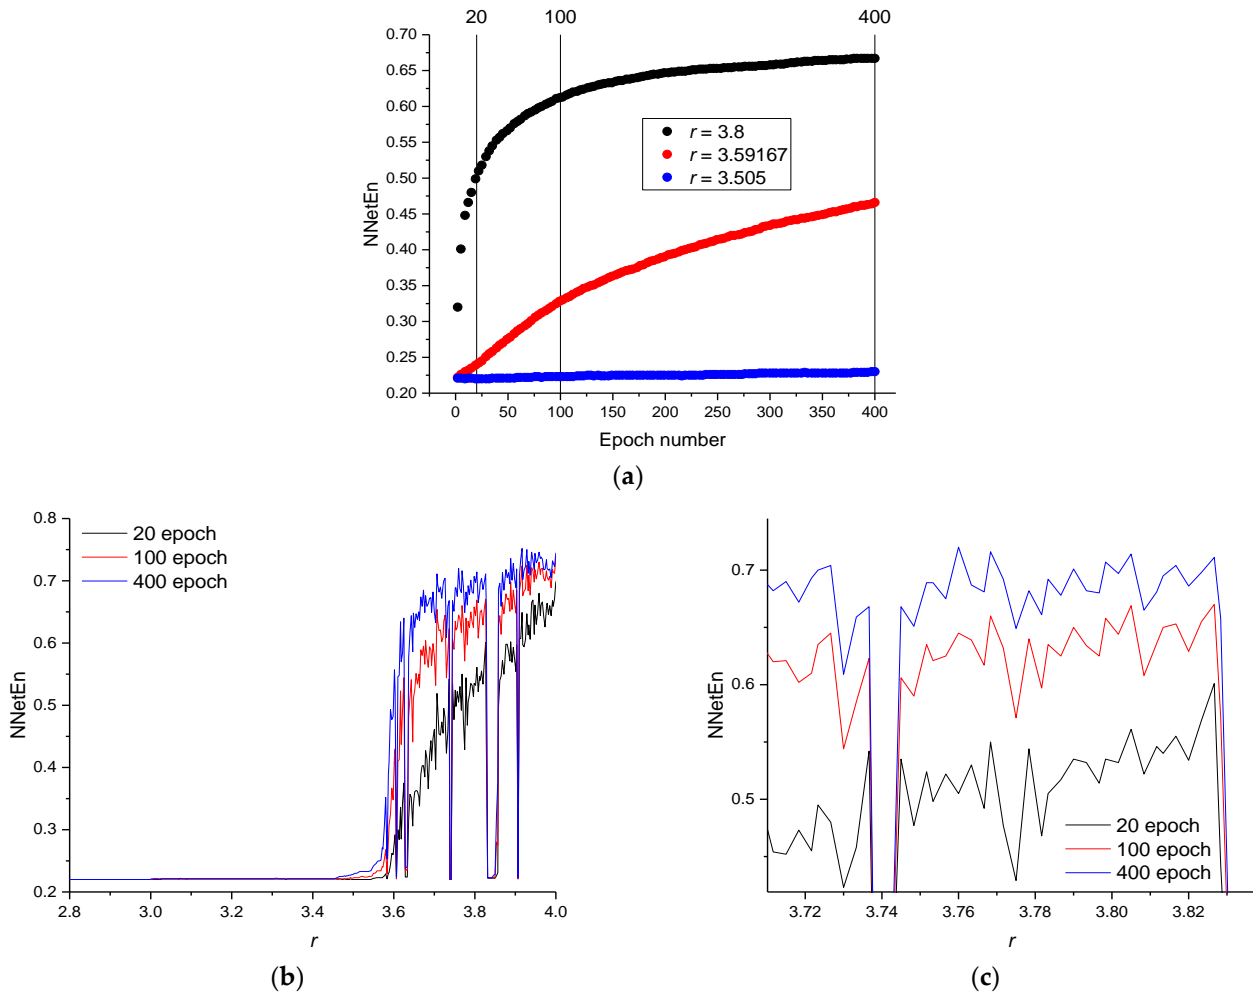 20 100 400
0.70
0.65
0.60
0.55
0.50
0.45
0.40
0.35
0.30
0.25
0.20
NNetEn
r = 3.8
r = 3.59167
r = 3.505
0 50 100 150 200 250 300 350 400
Epoch number
(a)
0.8
0.7
0.6
0.5
0.4
0.3
0.2
NNetEn
20 epoch
100 epoch
400 epoch
2.8 3.0 3.2 3.4 3.6 3.8 4.0
r
(b)
0.7
0.6
0.5
NNetEn
20 epoch
100 epoch
400 epoch
3.72 3.74 3.76 3.78 3.80 3.82
r
(c)